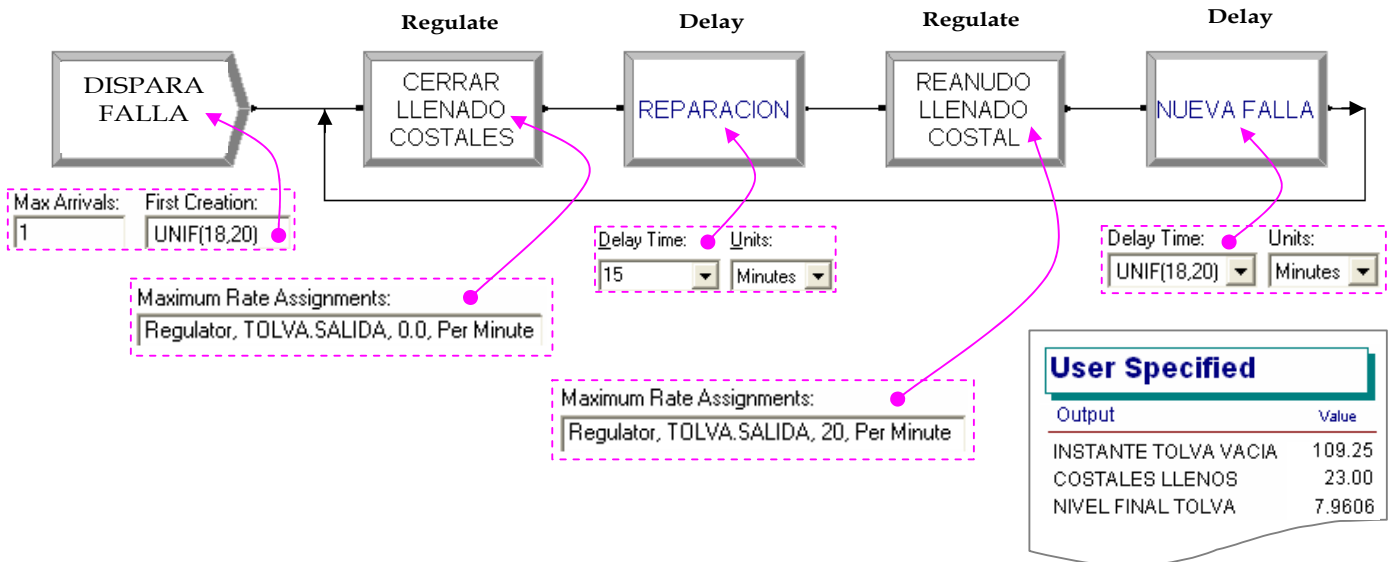 Regulate
Delay
Regulate
Delay
DISPARA
FALLA
CERRAR
LLENADO
COSTALES
REPARACION
REANUDO
LLENADO
COSTAL
NUEVA FALLA
Max Arrivals:
First Creation:
1
UNIF(18,20)
Delay Time:
Units:
15
Minutes
Delay Time:
Units:
UNIF(18,20)
Minutes
Maximum Rate Assignments:
Regulator, TOLVA.SALIDA, 0.0, Per Minute
Maximum Rate Assignments:
Regulator, TOLVA.SALIDA, 20, Per Minute
User Specified
Output Value
INSTANTE TOLVA VACIA 109.25
COSTALES LLENOS 23.00
NIVEL FINAL TOLVA 7.9606